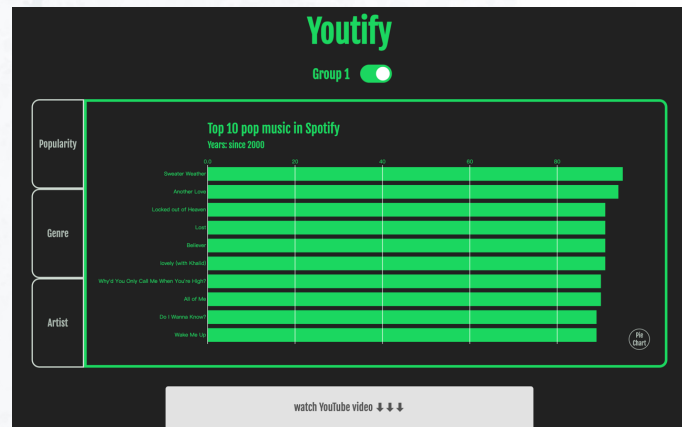 Youtify
Group 1
Popularity
Genre
Artist
Top 10 pop music in Spotify
Years: since 2000
0.0 20 40 60 80
Sweater Weather
Another Love
Locked out of Heaven
Lost
Believer
lovely (with Khalid)
Why'd You Only Call Me When You're High?
All of Me
Do I Wanna Know?
Wake Me Up
Pie
Chart
watch YouTube video ⬇⬇⬇